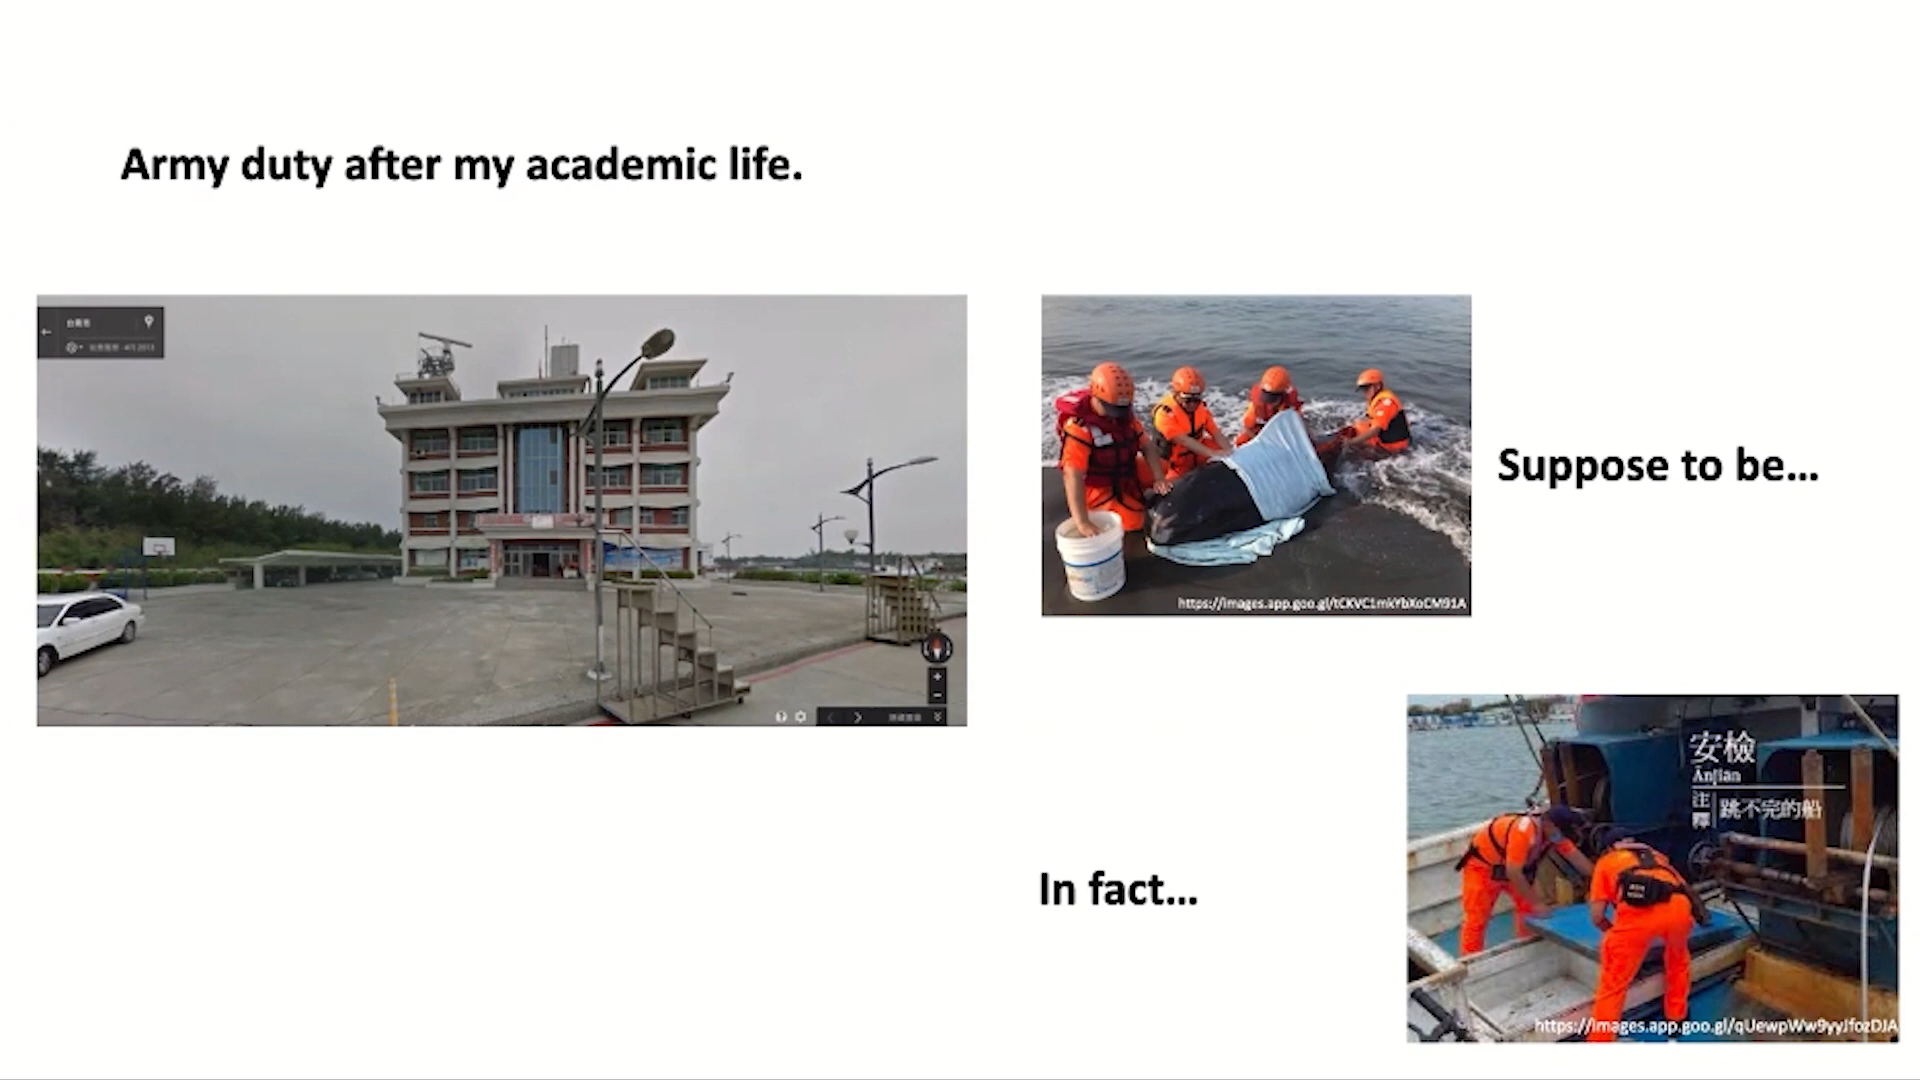 Army duty after my academic life.
Suppose to be...
https://images.app.goo.gl/tCKVC1mkYbXoCM91A
In fact...
安檢
Ānjiǎn
注釋
跳不完的船
https://images.app.goo.gl/qUewpWw9yyJfozDJA